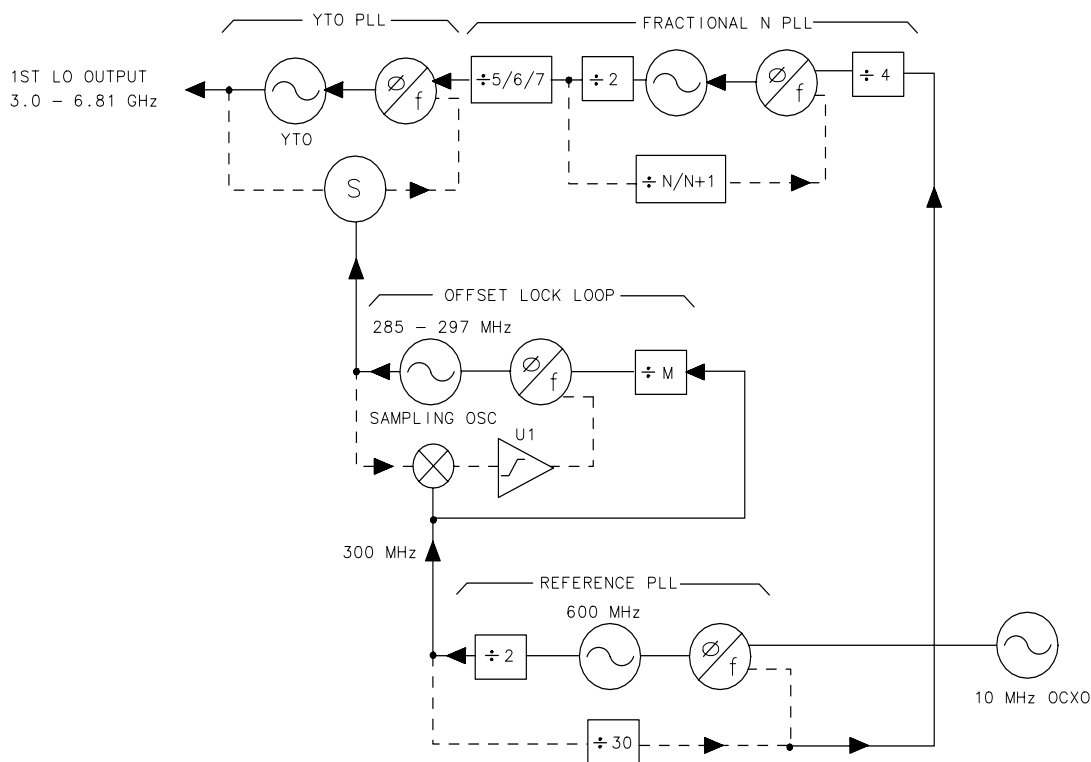 YTO PLL
FRACTIONAL N PLL
1ST LO OUTPUT
3.0 – 6.81 GHz
Ø
f
÷5/6/7
÷2
Ø
f
÷ 4
YTO
S
÷ N/N+1
OFFSET LOCK LOOP
285 – 297 MHz
Ø
f
÷ M
SAMPLING OSC
U1
300 MHz
REFERENCE PLL
600 MHz
÷2
Ø
f
10 MHz OCXO
÷30